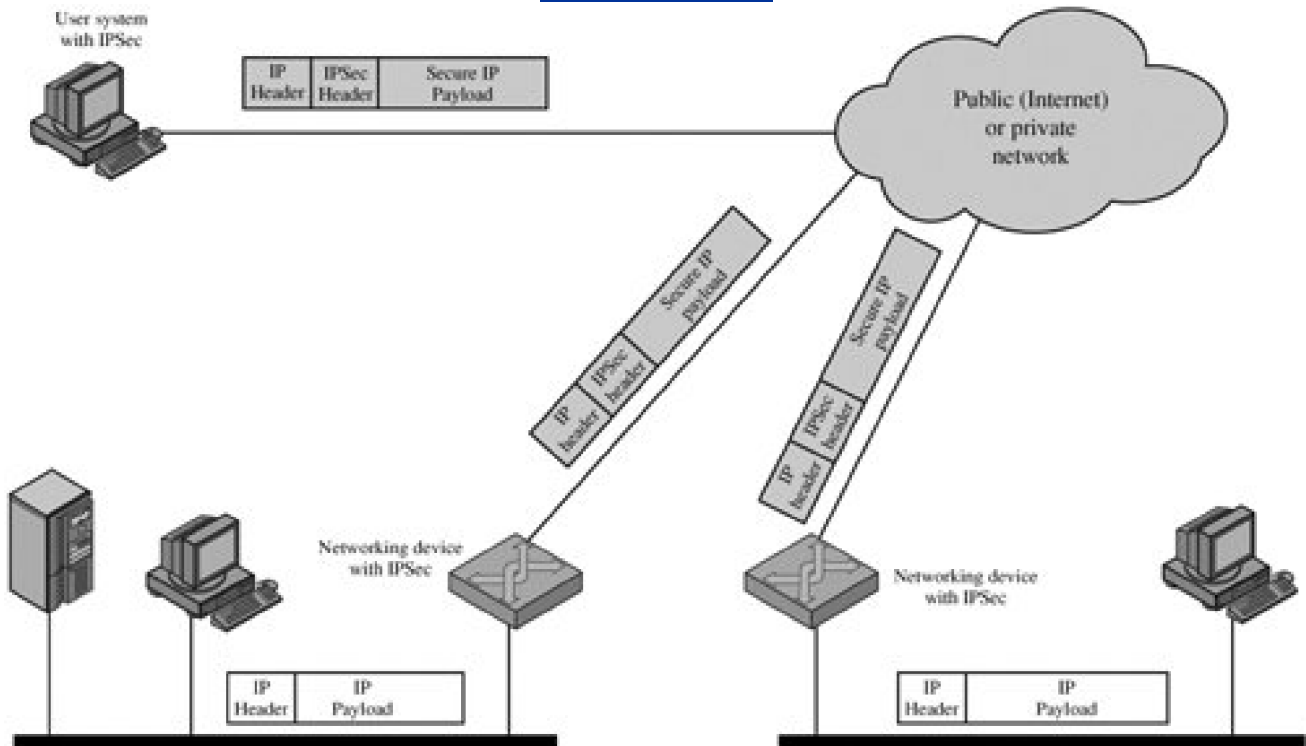 User system
with IPSec
IP
Header
IPSec
Header
Secure IP
Payload
Public (Internet)
or private
network
IP
header
IPSec
header
Secure IP
payload
IP
header
IPSec
header
Secure IP
payload
Networking device
with IPSec
Networking device
with IPSec
IP
Header
IP
Payload
IP
Header
IP
Payload